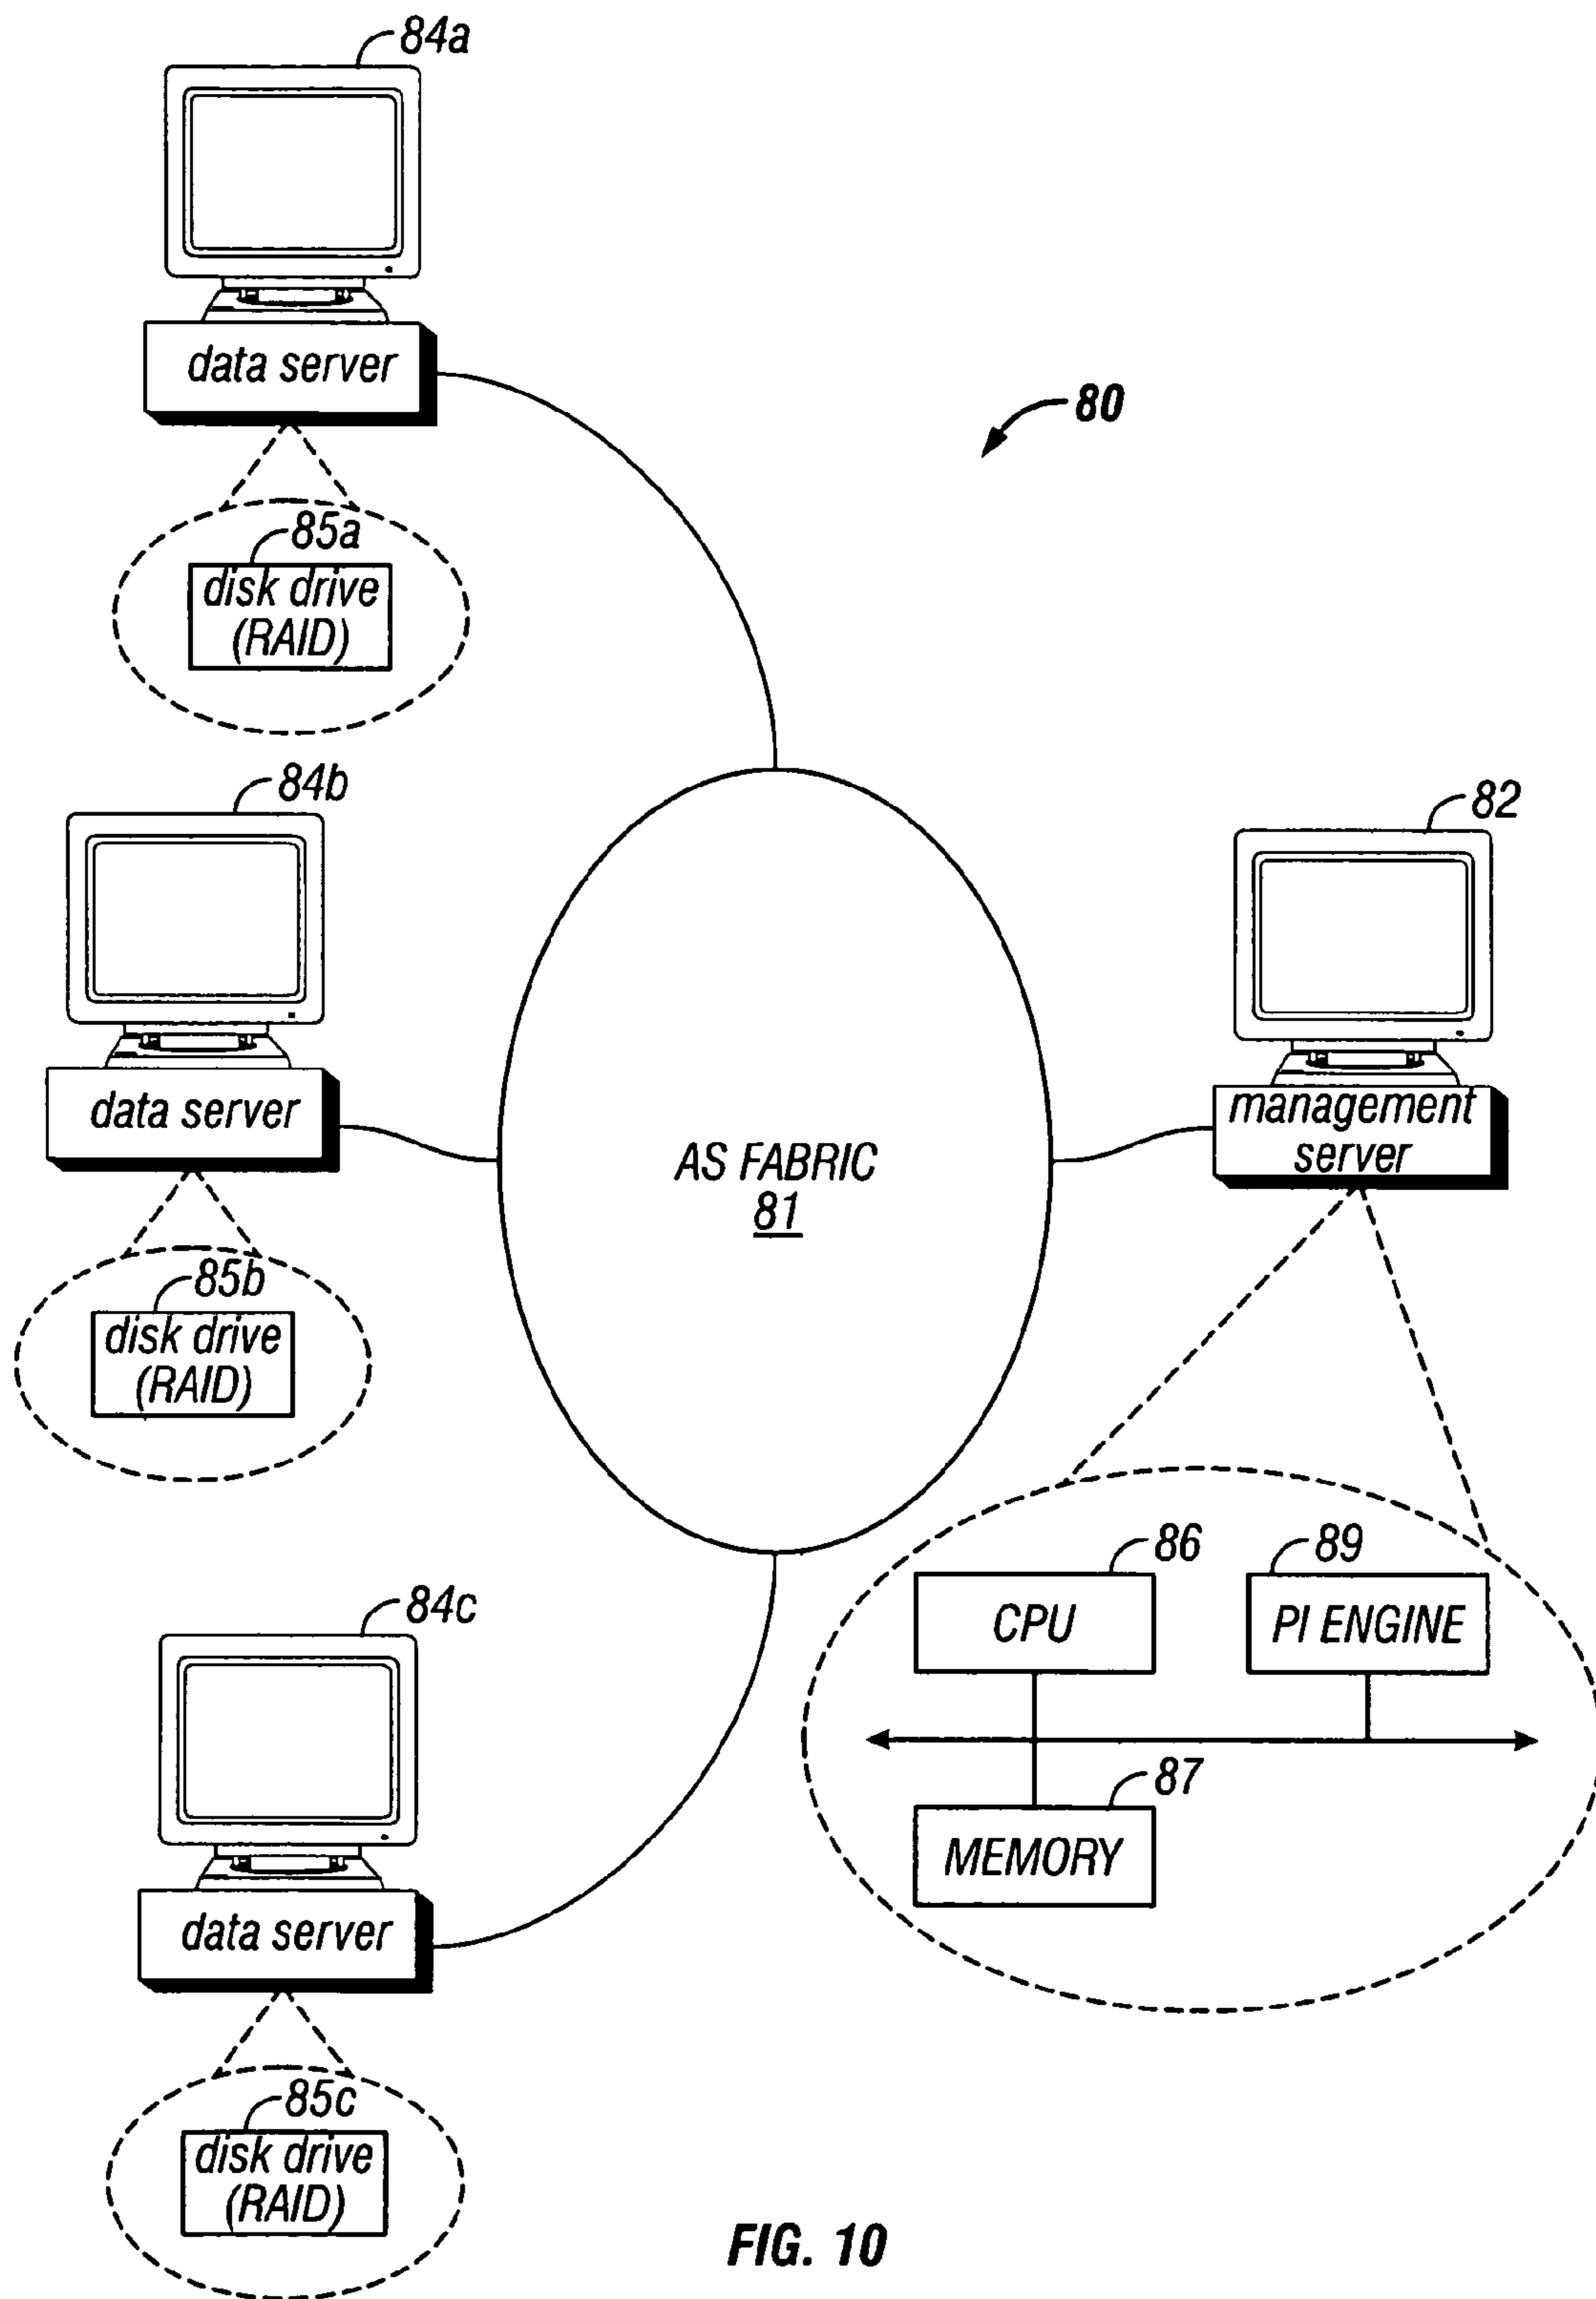 84a
data server
80
85a
disk drive
(RAID)
84b
82
data server
management
server
AS FABRIC
81
85b
disk drive
(RAID)
86
89
CPU
PI ENGINE
84c
87
MEMORY
data server
85c
disk drive
(RAID)
FIG. 10